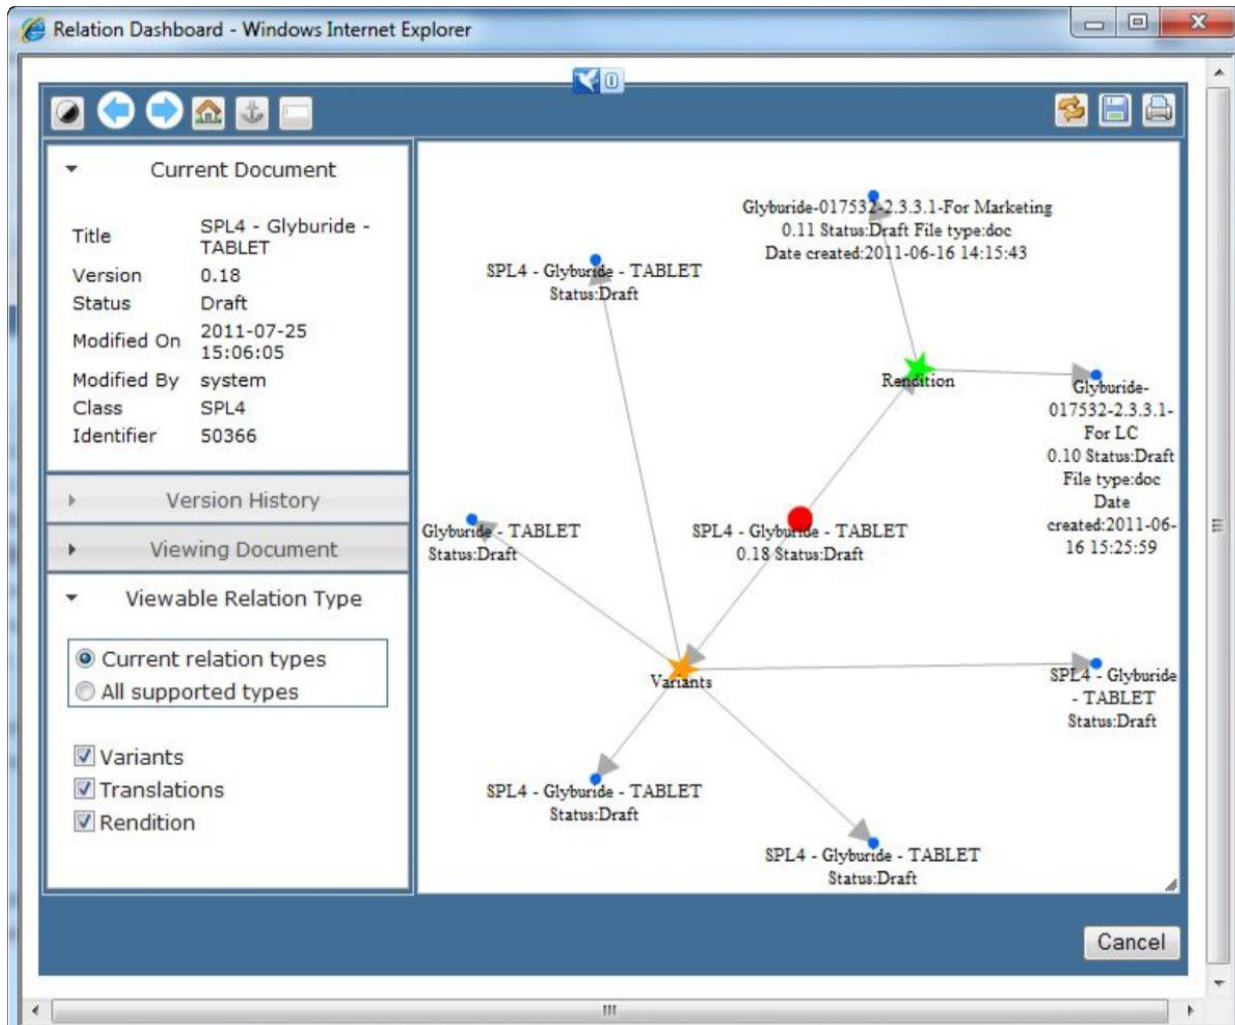 Relation Dashboard - Windows Internet Explorer
0
Current Document
Title SPL4 - Glyburide -
TABLET
Version 0.18
Status Draft
Modified On 2011-07-25
15:06:05
Modified By system
Class SPL4
Identifier 50366
Version History
Viewing Document
Viewable Relation Type
Current relation types
All supported types
Variants
Translations
Rendition
Glyburide-017532-2.3.3.1-For Marketing
0.11 Status:Draft File type:doc
Date created:2011-06-16 14:15:43
SPL4 - Glyburide - TABLET
Status:Draft
Rendition
Glyburide-
017532-2.3.3.1-
For LC
0.10 Status:Draft
File type:doc
Date
created:2011-06-
16 15:25:59
Glyburide - TABLET
Status:Draft
SPL4 - Glyburide - TABLET
0.18 Status:Draft
Variants
SPL4 - Glyburide
- TABLET
Status:Draft
SPL4 - Glyburide - TABLET
Status:Draft
SPL4 - Glyburide - TABLET
Status:Draft
Cancel